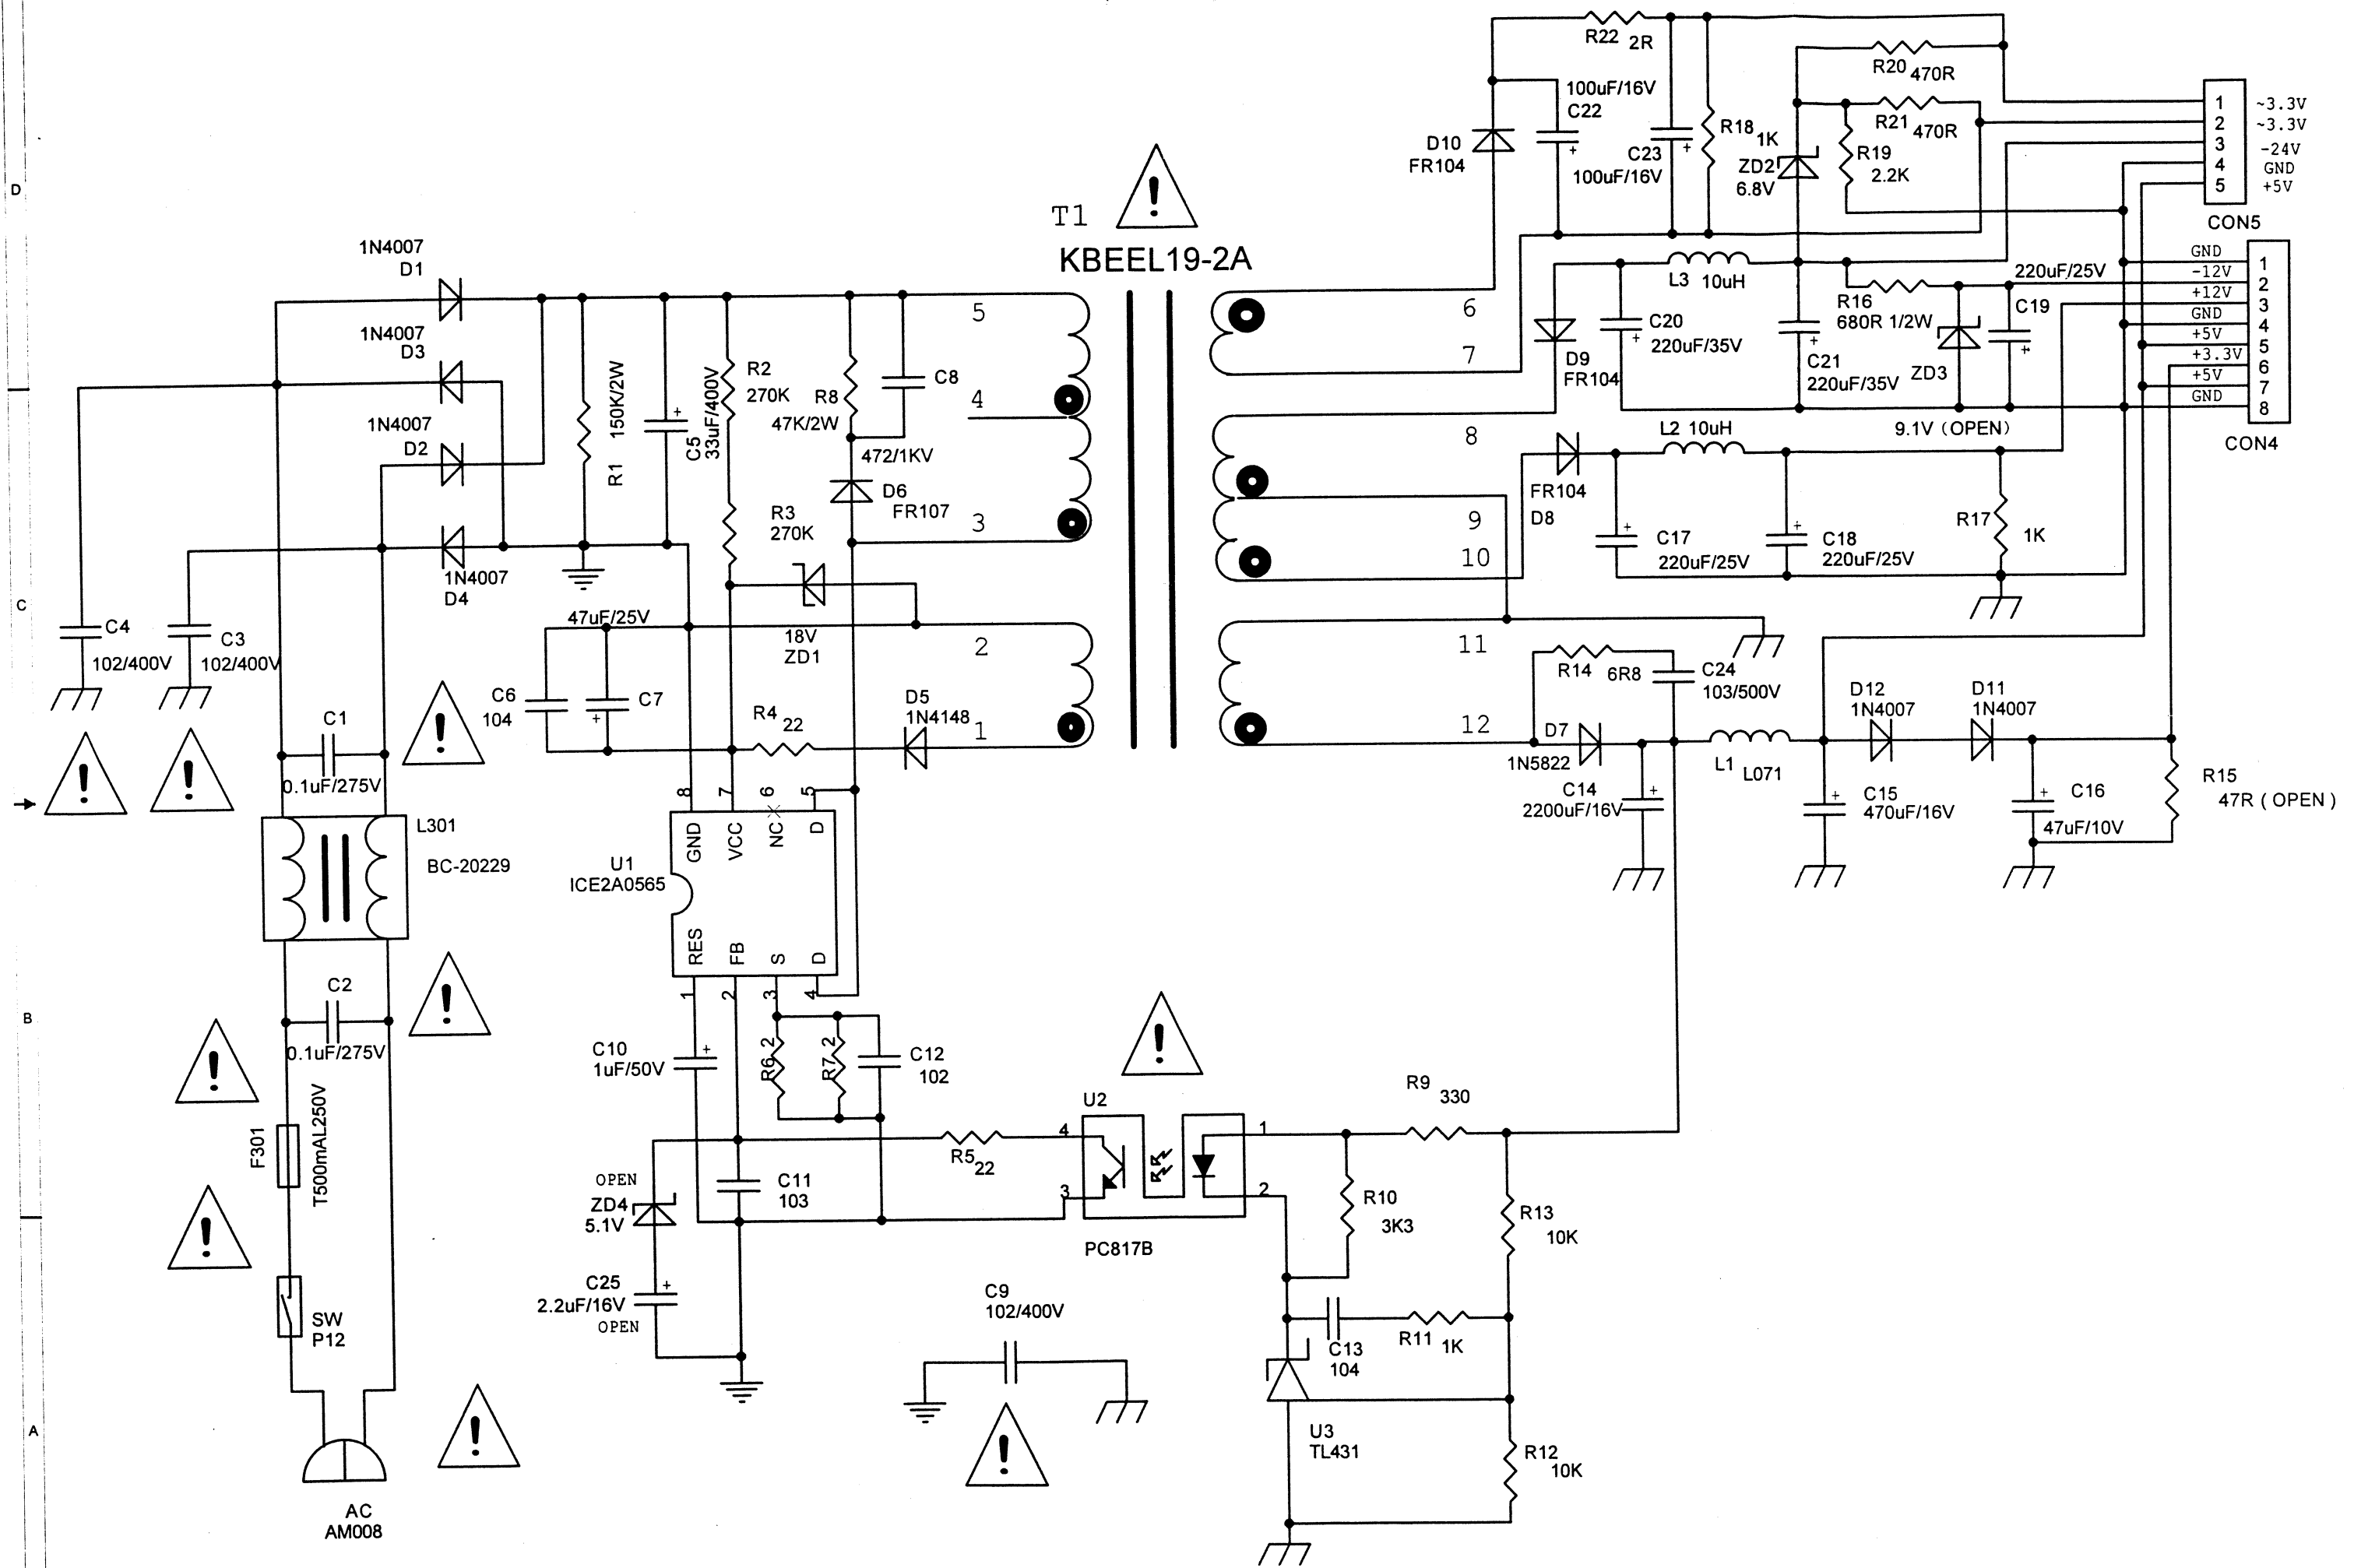 R22 2R
R20 470R
100uF/16V
C22
R21 470R
D10
FR104
C23
100uF/16V
R18 1K
ZD2
6.8V
R19
2.2K
1 ~3.3V
2 ~3.3V
3 -24V
4 GND
5 +5V
CON5
D
T1
KBEEL19-2A
1N4007
D1
1N4007
D3
1N4007
D2
1N4007
D4
R1 150K/2W
C5
33uF/400V
R2
270K
R8
47K/2W
C8
472/1KV
D6
FR107
R3
270K
5
4
3
2
1
6
7
8
9
10
11
12
L3 10uH
C20
220uF/35V
D9
FR104
C21
220uF/35V
R16
680R 1/2W
220uF/25V
C19
ZD3
9.1V (OPEN)
GND 1
-12V 2
+12V 3
GND 4
+5V 5
+3.3V 6
+5V 7
GND 8
CON4
L2 10uH
FR104
D8
C17
220uF/25V
C18
220uF/25V
R17
1K
C
C4
102/400V
C3
102/400V
47uF/25V
18V
ZD1
C6
104
C7
R4
22
D5
1N4148
R14 6R8
C24
103/500V
D7
1N5822
C14
2200uF/16V
L1 L071
D12
1N4007
D11
1N4007
C15
470uF/16V
C16
47uF/10V
R15
47R ( OPEN )
C1
0.1uF/275V
L301
BC-20229
U1
ICE2A0565
8 7 6 5
GND VCC NC D
RES FB S D
1 2 3 4
B
C2
0.1uF/275V
C10
1uF/50V
R6 2
R7 2
C12
102
F301
T500mAL250V
SW
P12
R5 22
U2
4
3
1
2
PC817B
R9
330
R10
3K3
R13
10K
OPEN
ZD4
5.1V
C11
103
C25
2.2uF/16V
OPEN
C9
102/400V
C13
104
R11 1K
U3
TL431
R12
10K
A
AC
AM008